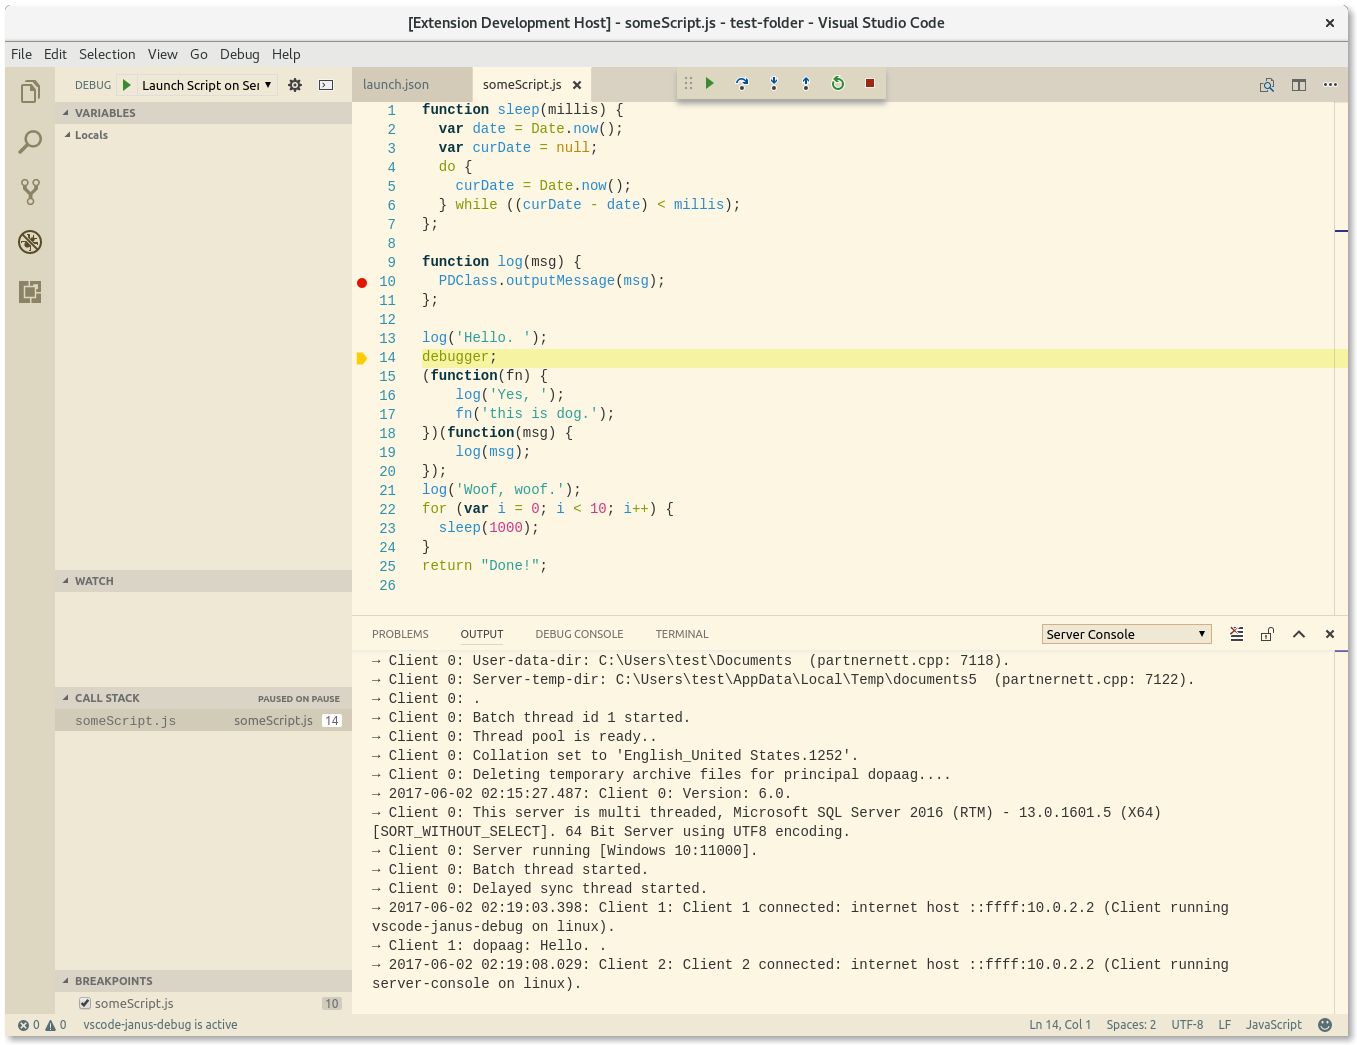 [Extension Development Host] - someScript.js - test-folder - Visual Studio Code
File Edit Selection View Go Debug Help
DEBUG Launch Script on Ser
launch.json someScript.js
VARIABLES
Locals
WATCH
CALL STACK PAUSED ON PAUSE
someScript.js someScript.js 14
BREAKPOINTS
someScript.js 10
1 function sleep(millis) {
2 var date = Date.now();
3 var curDate = null;
4 do {
5 curDate = Date.now();
6 } while ((curDate - date) < millis);
7 };
8
9 function log(msg) {
10 PDClass.outputMessage(msg);
11 };
12
13 log('Hello. ');
14 debugger;
15 (function(fn) {
16 log('Yes, ');
17 fn('this is dog.');
18 })(function(msg) {
19 log(msg);
20 });
21 log('Woof, woof.');
22 for (var i = 0; i < 10; i++) {
23 sleep(1000);
24 }
25 return "Done!";
26
PROBLEMS OUTPUT DEBUG CONSOLE TERMINAL Server Console
→ Client 0: User-data-dir: C:\Users\test\Documents  (partnernett.cpp: 7118).
→ Client 0: Server-temp-dir: C:\Users\test\AppData\Local\Temp\documents5  (partnernett.cpp: 7122).
→ Client 0: .
→ Client 0: Batch thread id 1 started.
→ Client 0: Thread pool is ready..
→ Client 0: Collation set to 'English_United States.1252'.
→ Client 0: Deleting temporary archive files for principal dopaag....
→ 2017-06-02 02:15:27.487: Client 0: Version: 6.0.
→ Client 0: This server is multi threaded, Microsoft SQL Server 2016 (RTM) - 13.0.1601.5 (X64)
[SORT_WITHOUT_SELECT]. 64 Bit Server using UTF8 encoding.
→ Client 0: Server running [Windows 10:11000].
→ Client 0: Batch thread started.
→ Client 0: Delayed sync thread started.
→ 2017-06-02 02:19:03.398: Client 1: Client 1 connected: internet host ::ffff:10.0.2.2 (Client running
vscode-janus-debug on linux).
→ Client 1: dopaag: Hello. .
→ 2017-06-02 02:19:08.029: Client 2: Client 2 connected: internet host ::ffff:10.0.2.2 (Client running
server-console on linux).
0 0 vscode-janus-debug is active Ln 14, Col 1 Spaces: 2 UTF-8 LF JavaScript